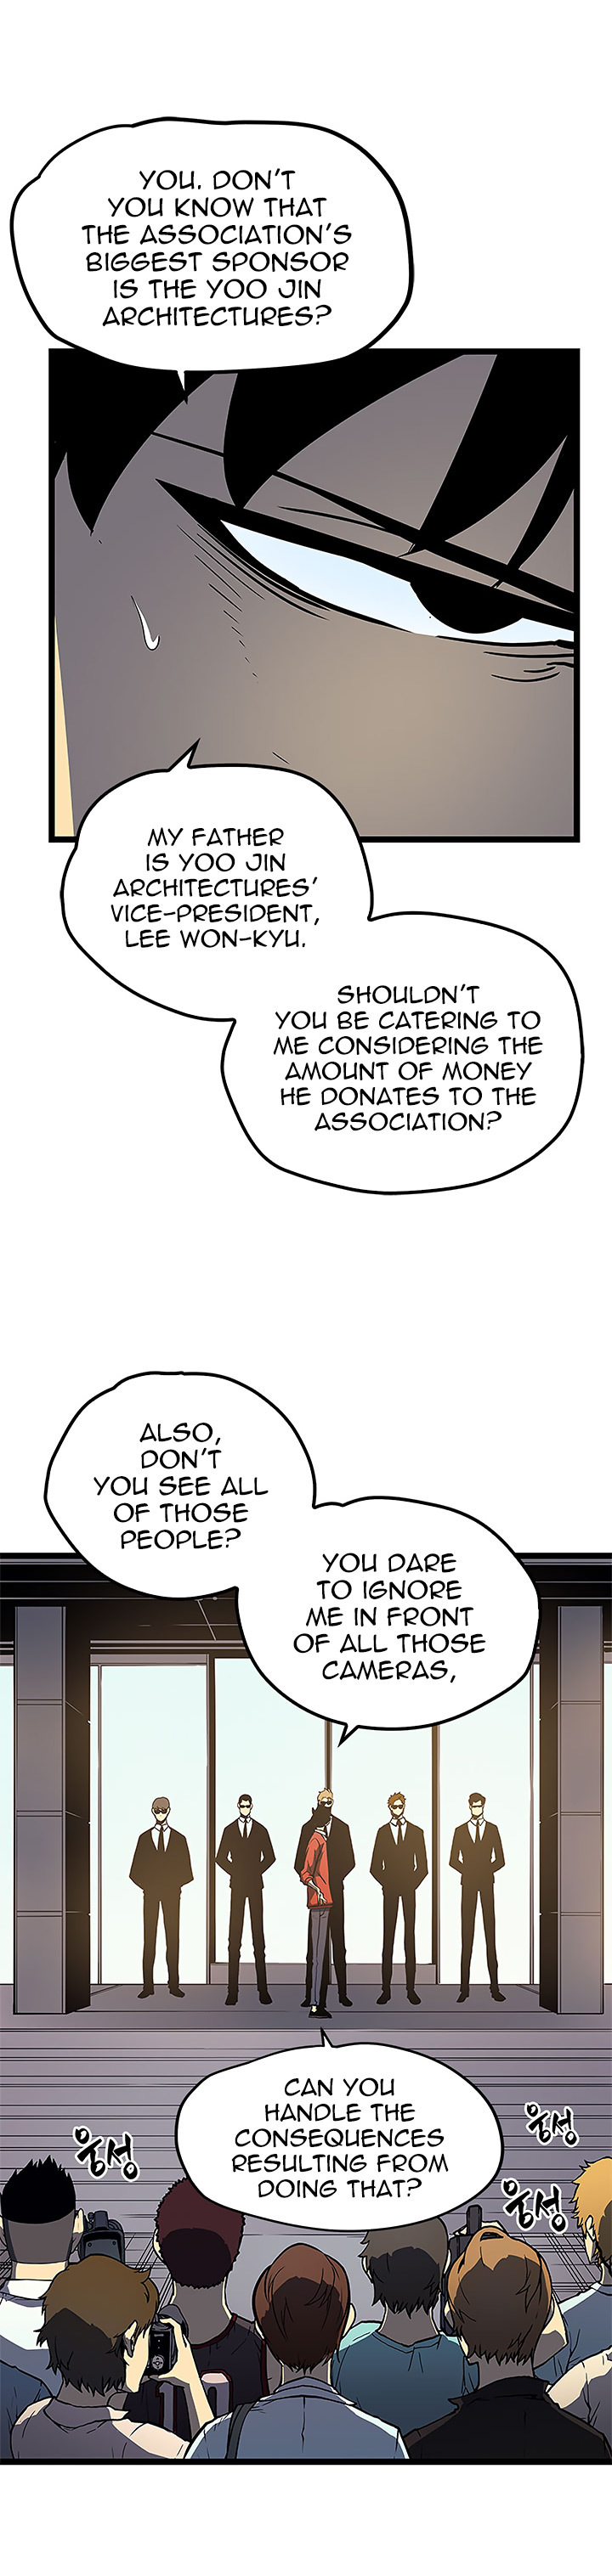 YOU. DON'T
YOU KNOW THAT
THE ASSOCIATION'S
BIGGEST SPONSOR
IS THE YOO JIN
ARCHITECTURES?
MY FATHER
IS YOO JIN
ARCHITECTURES'
VICE-PRESIDENT,
LEE WON-KYU.
SHOULDN'T
YOU BE CATERING TO
ME CONSIDERING THE
AMOUNT OF MONEY
HE DONATES TO THE
ASSOCIATION?
ALSO,
DON'T
YOU SEE ALL
OF THOSE
PEOPLE?
YOU DARE
TO IGNORE
ME IN FRONT
OF ALL THOSE
CAMERAS,
CAN YOU
HANDLE THE
CONSEQUENCES
RESULTING FROM
DOING THAT?
웅성
웅성
웅성
10